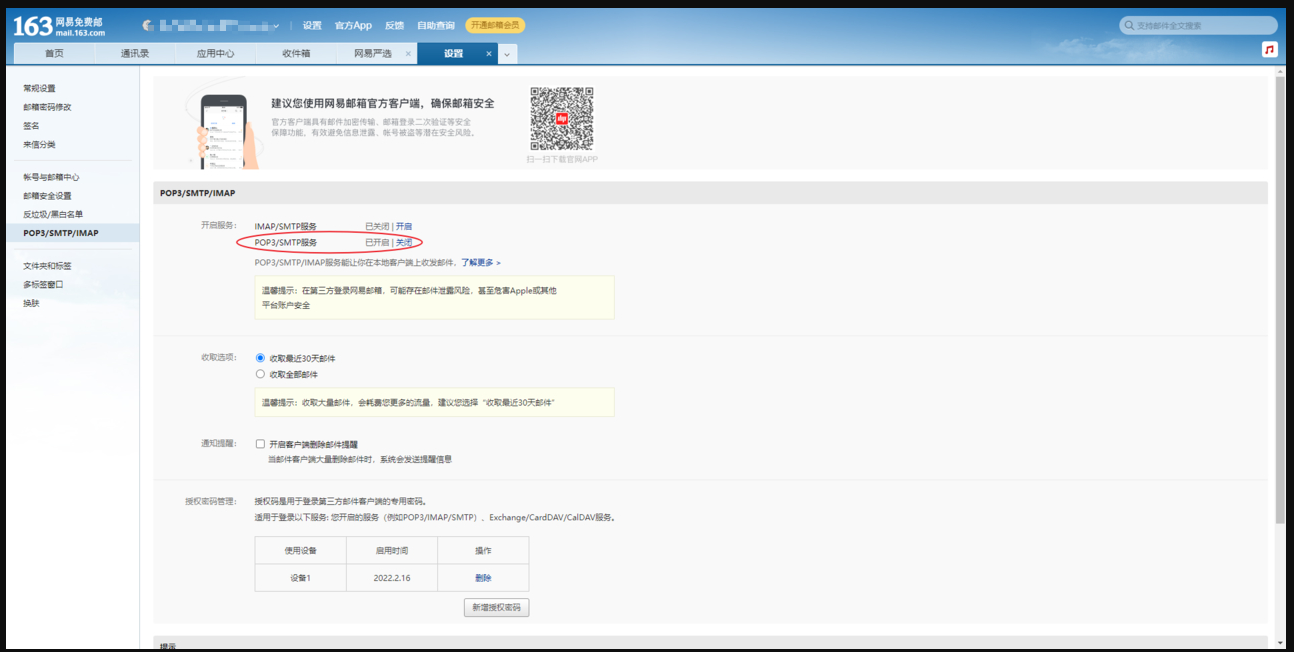 163 网易免费邮
mail.163.com
设置 官方App 反馈 自助查询 开通邮箱会员
支持邮件全文搜索
首页 通讯录 应用中心 收件箱 网易严选 × 设置 ×
常规设置
邮箱密码修改
签名
来信分类
帐号与邮箱中心
邮箱安全设置
反垃圾/黑白名单
POP3/SMTP/IMAP
文件夹和标签
多标签窗口
换肤
建议您使用网易邮箱官方客户端，确保邮箱安全
官方客户端具有邮件加密传输、邮箱登录二次验证等安全
保障功能，有效避免信息泄露、帐号被盗等潜在安全风险。
扫一扫下载官网APP
POP3/SMTP/IMAP
开启服务： IMAP/SMTP服务 已关闭 | 开启
POP3/SMTP服务 已开启 | 关闭
POP3/SMTP/IMAP服务能让你在本地客户端上收发邮件，了解更多 >
温馨提示：在第三方登录网易邮箱，可能存在邮件泄露风险，甚至危害Apple或其他
平台账户安全
收取选项： 收取最近30天邮件
收取全部邮件
温馨提示：收取大量邮件，会耗费您更多的流量，建议您选择“收取最近30天邮件”
通知提醒： 开启客户端删除邮件提醒
当邮件客户端大量删除邮件时，系统会发送提醒信息
授权密码管理： 授权码是用于登录第三方邮件客户端的专用密码。
适用于登录以下服务: 您开启的服务（例如POP3/IMAP/SMTP）、Exchange/CardDAV/CalDAV服务。
使用设备 启用时间 操作
设备1 2022.2.16 删除
新增授权密码
提示